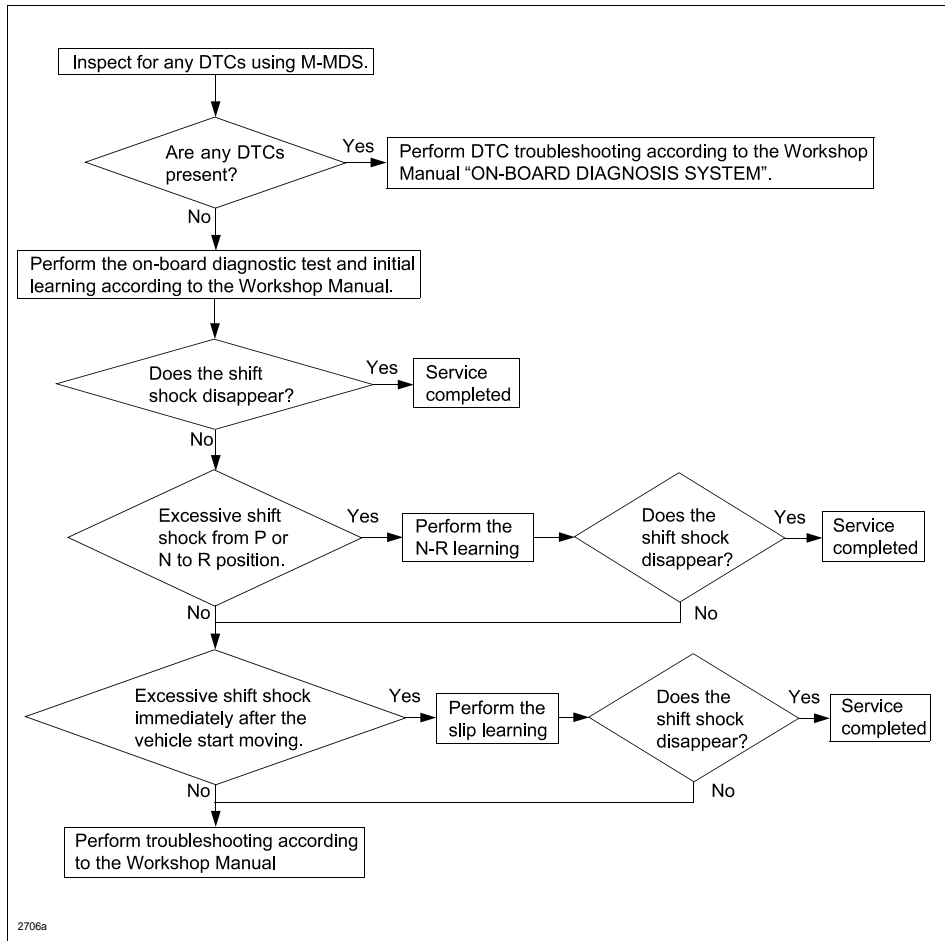 Inspect for any DTCs using M-MDS.
Are any DTCs
present?
Yes
Perform DTC troubleshooting according to the Workshop
Manual “ON-BOARD DIAGNOSIS SYSTEM”.
No
Perform the on-board diagnostic test and initial
learning according to the Workshop Manual.
Does the shift
shock disappear?
Yes
Service
completed
No
Excessive shift
shock from P or
N to R position.
Yes
Perform the
N-R learning
Does the
shift shock
disappear?
Yes
Service
completed
No
No
Excessive shift shock
immediately after the
vehicle start moving.
Yes
Perform the
slip learning
Does the
shift shock
disappear?
Yes
Service
completed
No
No
Perform troubleshooting according
to the Workshop Manual
2706a